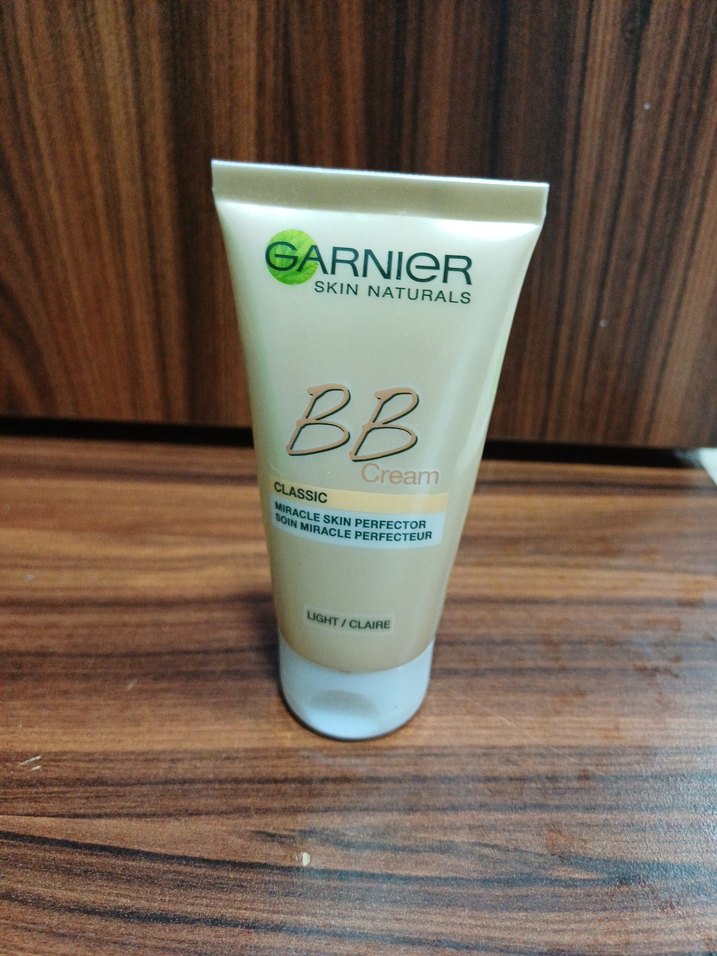 GARNIER
SKIN NATURALS
BB
Cream
CLASSIC
MIRACLE SKIN PERFECTOR
SOIN MIRACLE PERFECTEUR
LIGHT / CLAIRE